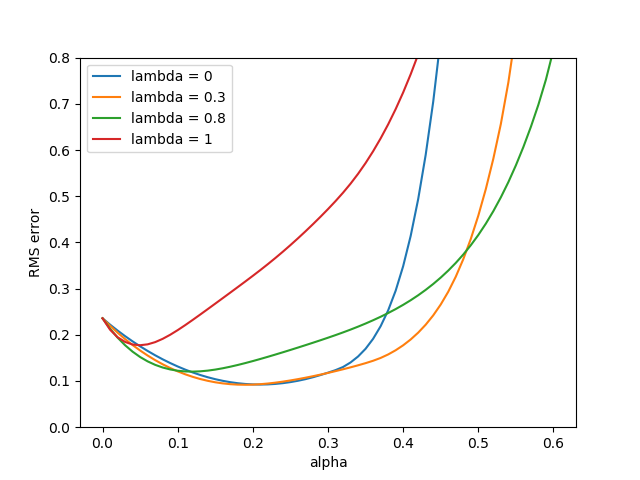 lambda = 0
lambda = 0.3
lambda = 0.8
lambda = 1
RMS error
0.8
0.7
0.6
0.5
0.4
0.3
0.2
0.1
0.0
0.0 0.1 0.2 0.3 0.4 0.5 0.6
alpha